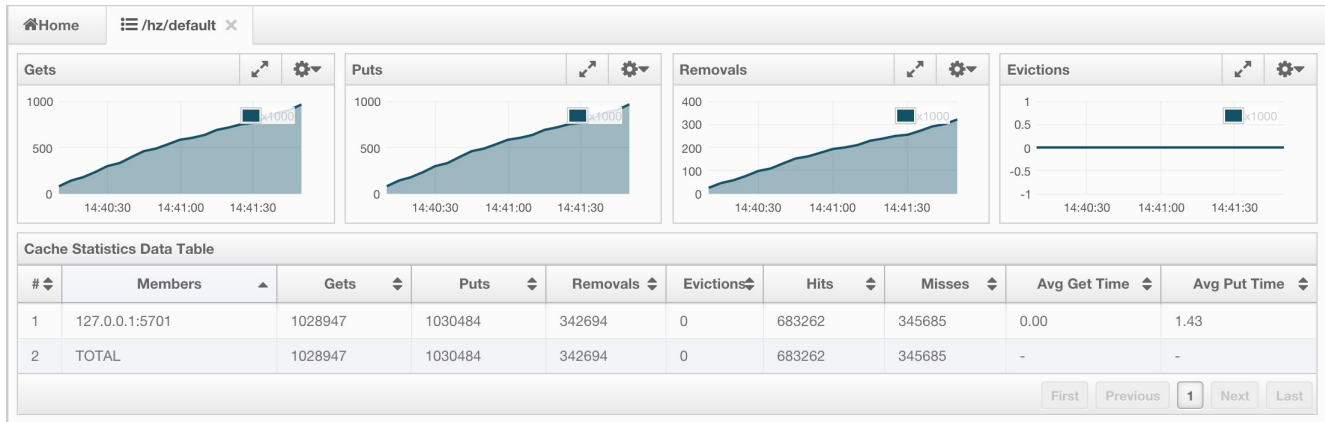 Home /hz/default
Gets Puts Removals Evictions
1000 x1000 1000 x1000 400 x1000 1 x1000
300 0.5
500 500 200 0
100 -0.5
0 0 0 -1
14:40:30 14:41:00 14:41:30 14:40:30 14:41:00 14:41:30 14:40:30 14:41:00 14:41:30 14:40:30 14:41:00 14:41:30
Cache Statistics Data Table
# Members Gets Puts Removals Evictions Hits Misses Avg Get Time Avg Put Time
1 127.0.0.1:5701 1028947 1030484 342694 0 683262 345685 0.00 1.43
2 TOTAL 1028947 1030484 342694 0 683262 345685 - -
First Previous 1 Next Last